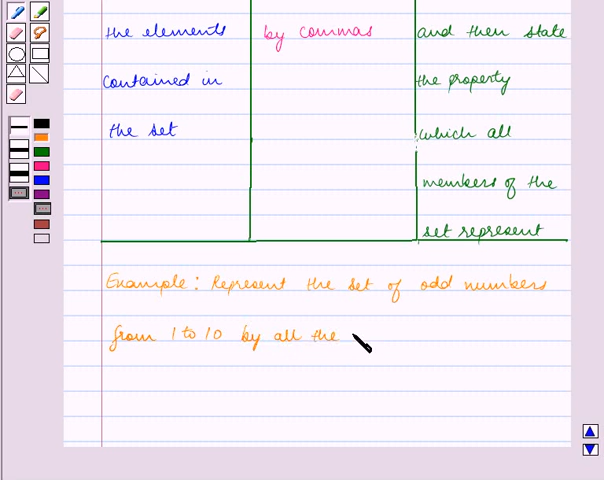 the elements
contained in
the set
by commas
and then state
the property
which all
members of the
set represent
Example: Represent the set of odd numbers
from 1 to 10 by all the